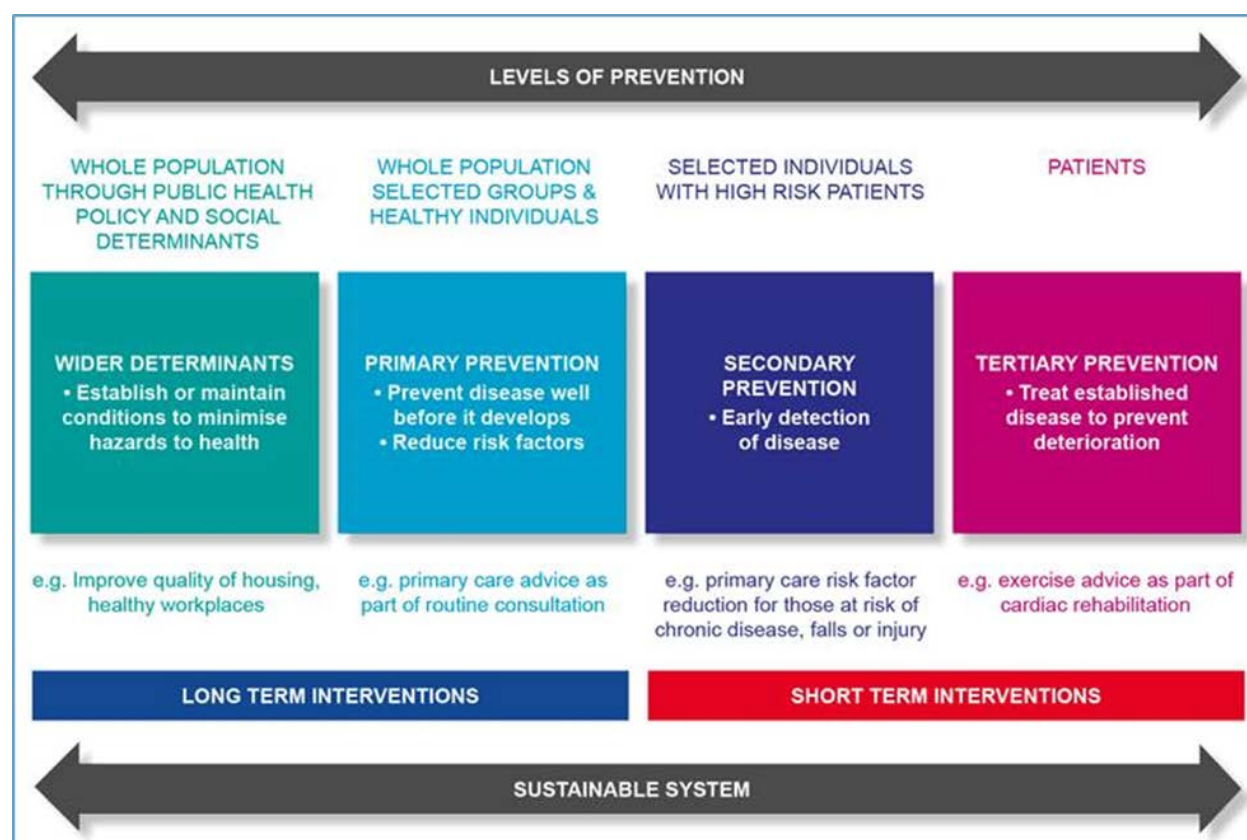 LEVELS OF PREVENTION
WHOLE POPULATION
THROUGH PUBLIC HEALTH
POLICY AND SOCIAL
DETERMINANTS
WHOLE POPULATION
SELECTED GROUPS &
HEALTHY INDIVIDUALS
SELECTED INDIVIDUALS
WITH HIGH RISK PATIENTS
PATIENTS
WIDER DETERMINANTS
• Establish or maintain
conditions to minimise
hazards to health
PRIMARY PREVENTION
• Prevent disease well
before it develops
• Reduce risk factors
SECONDARY
PREVENTION
• Early detection
of disease
TERTIARY PREVENTION
• Treat established
disease to prevent
deterioration
e.g. Improve quality of housing,
healthy workplaces
e.g. primary care advice as
part of routine consultation
e.g. primary care risk factor
reduction for those at risk of
chronic disease, falls or injury
e.g. exercise advice as part of
cardiac rehabilitation
LONG TERM INTERVENTIONS
SHORT TERM INTERVENTIONS
SUSTAINABLE SYSTEM